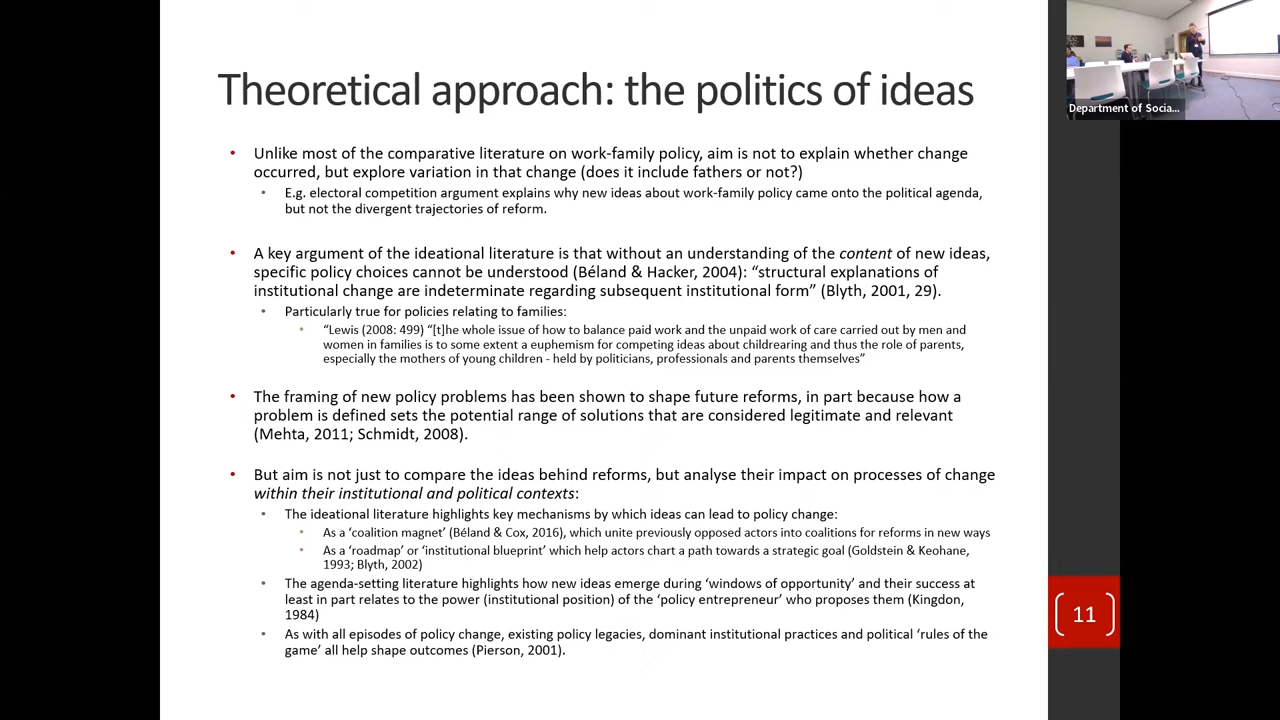 Theoretical approach: the politics of ideas
• Unlike most of the comparative literature on work-family policy, aim is not to explain whether change
occurred, but explore variation in that change (does it include fathers or not?)
• E.g. electoral competition argument explains why new ideas about work-family policy came onto the political agenda,
but not the divergent trajectories of reform.
• A key argument of the ideational literature is that without an understanding of the content of new ideas,
specific policy choices cannot be understood (Béland & Hacker, 2004): “structural explanations of
institutional change are indeterminate regarding subsequent institutional form” (Blyth, 2001, 29).
• Particularly true for policies relating to families:
• “Lewis (2008: 499) “[t]he whole issue of how to balance paid work and the unpaid work of care carried out by men and
women in families is to some extent a euphemism for competing ideas about childrearing and thus the role of parents,
especially the mothers of young children - held by politicians, professionals and parents themselves”
• The framing of new policy problems has been shown to shape future reforms, in part because how a
problem is defined sets the potential range of solutions that are considered legitimate and relevant
(Mehta, 2011; Schmidt, 2008).
• But aim is not just to compare the ideas behind reforms, but analyse their impact on processes of change
within their institutional and political contexts:
• The ideational literature highlights key mechanisms by which ideas can lead to policy change:
• As a ‘coalition magnet’ (Béland & Cox, 2016), which unite previously opposed actors into coalitions for reforms in new ways
• As a ‘roadmap’ or ‘institutional blueprint’ which help actors chart a path towards a strategic goal (Goldstein & Keohane,
1993; Blyth, 2002)
• The agenda-setting literature highlights how new ideas emerge during ‘windows of opportunity’ and their success at
least in part relates to the power (institutional position) of the ‘policy entrepreneur’ who proposes them (Kingdon,
1984)
• As with all episodes of policy change, existing policy legacies, dominant institutional practices and political ‘rules of the
game’ all help shape outcomes (Pierson, 2001).
Department of Socia...
11